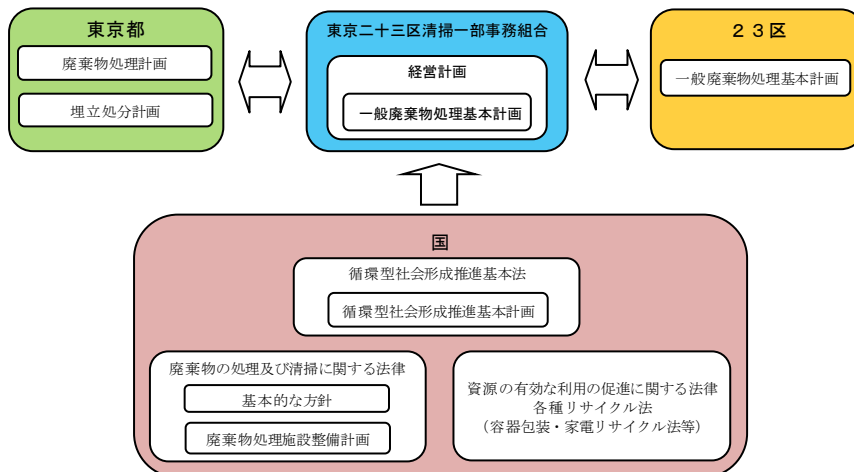 東京都
廃棄物処理計画
埋立処分計画
東京二十三区清掃一部事務組合
経営計画
一般廃棄物処理基本計画
２３区
一般廃棄物処理基本計画
国
循環型社会形成推進基本法
循環型社会形成推進基本計画
廃棄物の処理及び清掃に関する法律
基本的な方針
廃棄物処理施設整備計画
資源の有効な利用の促進に関する法律
各種リサイクル法
（容器包装・家電リサイクル法等）